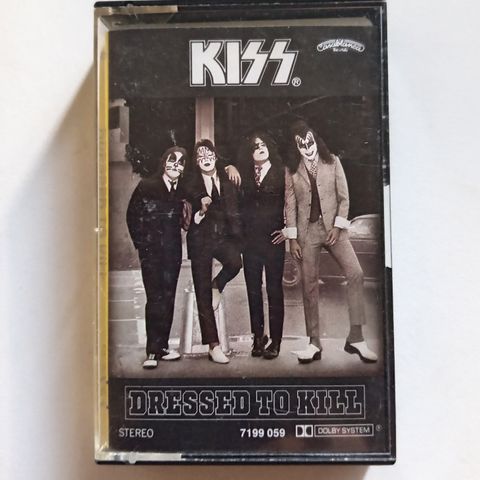 KISS®
Casablanca
DRESSED TO KILL
STEREO
7199 059
DOLBY SYSTEM ®